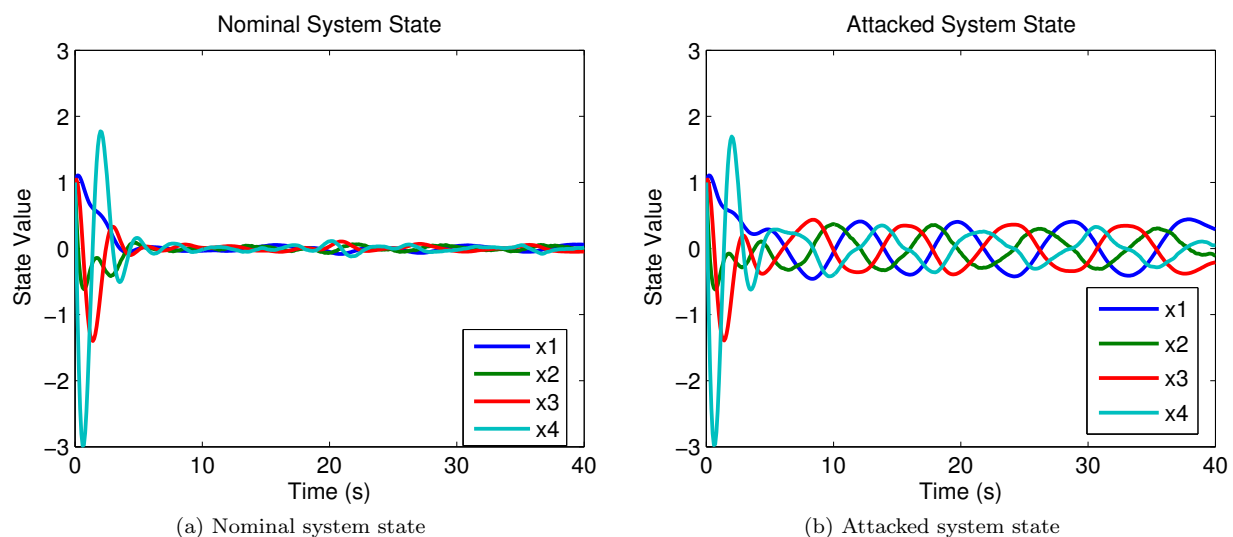 Nominal System State
3
2
1
0
−1
−2
−3
State Value
0
10
20
30
40
Time (s)
x1
x2
x3
x4
(a) Nominal system state
Attacked System State
3
2
1
0
−1
−2
−3
State Value
0
10
20
30
40
Time (s)
x1
x2
x3
x4
(b) Attacked system state